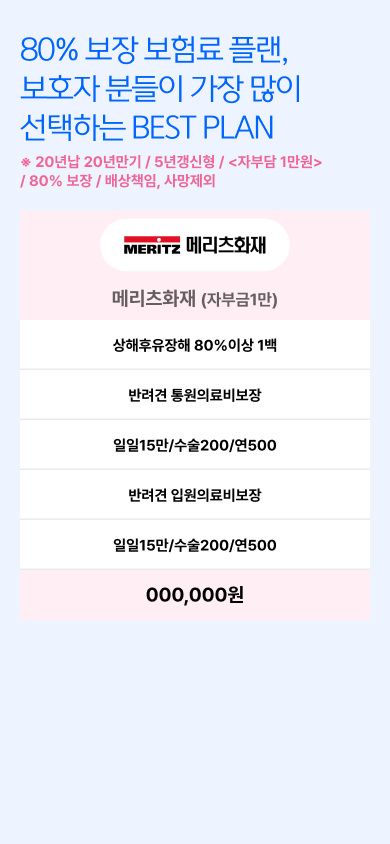 80% 보장 보험료 플랜,
보호자 분들이 가장 많이
선택하는 BEST PLAN
※ 20년납 20년만기 / 5년갱신형 / <자부담 1만원>
/ 80% 보장 / 배상책임, 사망제외
MERITZ 메리츠화재
메리츠화재 (자부금1만)
상해후유장해 80%이상 1백
반려견 통원의료비보장
일일15만/수술200/연500
반려견 입원의료비보장
일일15만/수술200/연500
000,000원